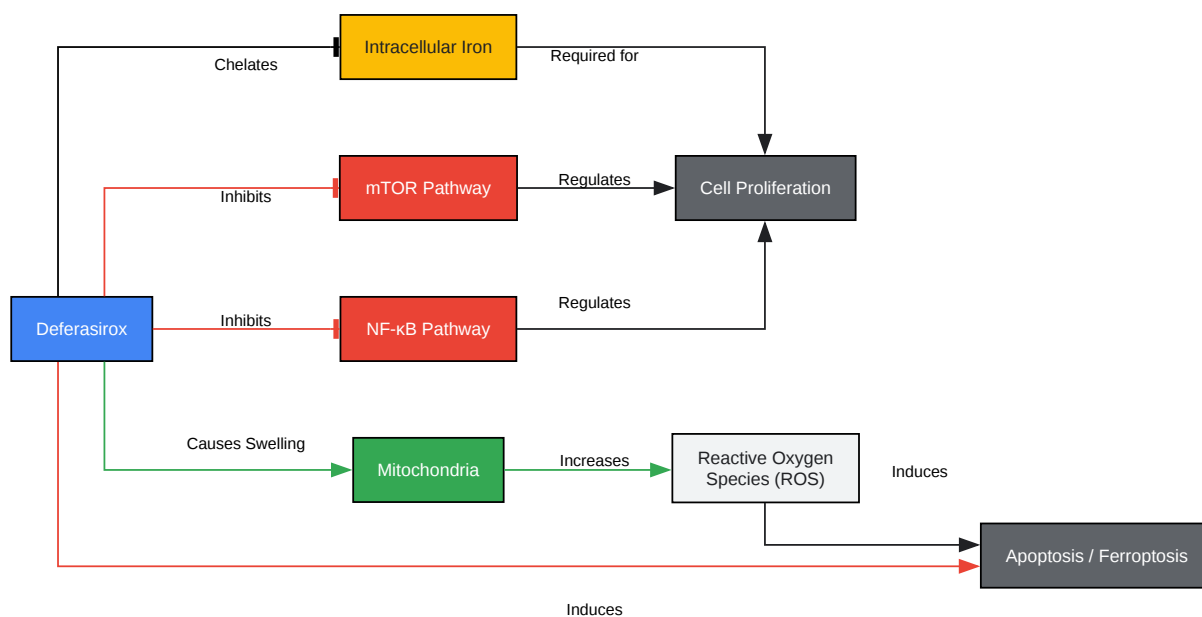 Intracellular Iron
Chelates
Required for
mTOR Pathway
Regulates
Cell Proliferation
Inhibits
Deferasirox
Inhibits
NF-κB Pathway
Regulates
Causes Swelling
Mitochondria
Increases
Reactive Oxygen
Species (ROS)
Induces
Apoptosis / Ferroptosis
Induces